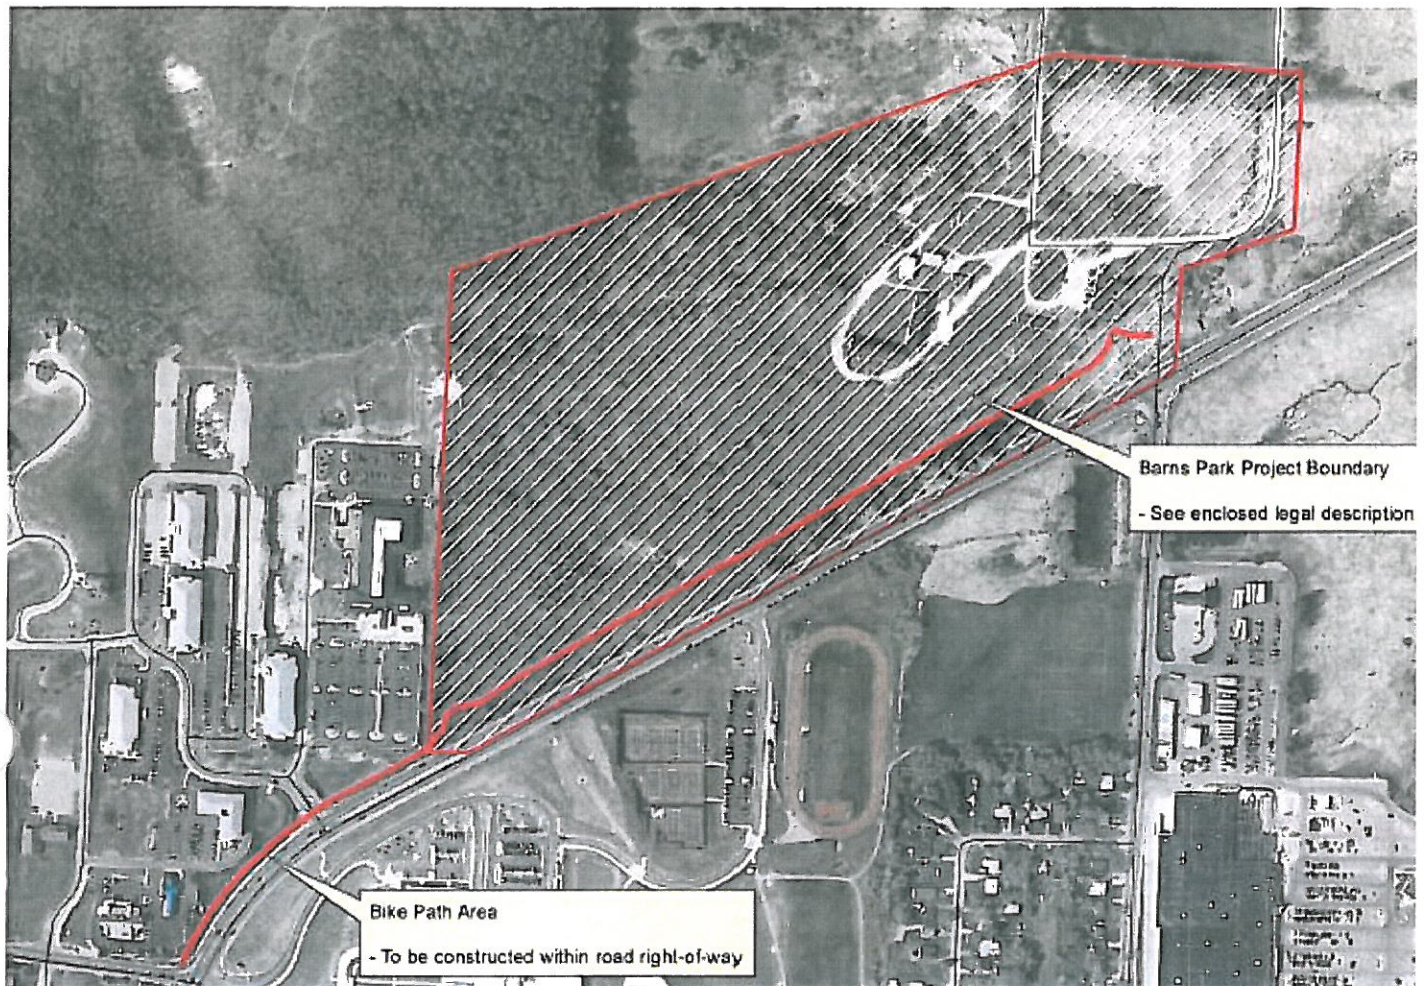 Barns Park Project Boundary
- See enclosed legal description
Bike Path Area
- To be constructed within road right-of-way